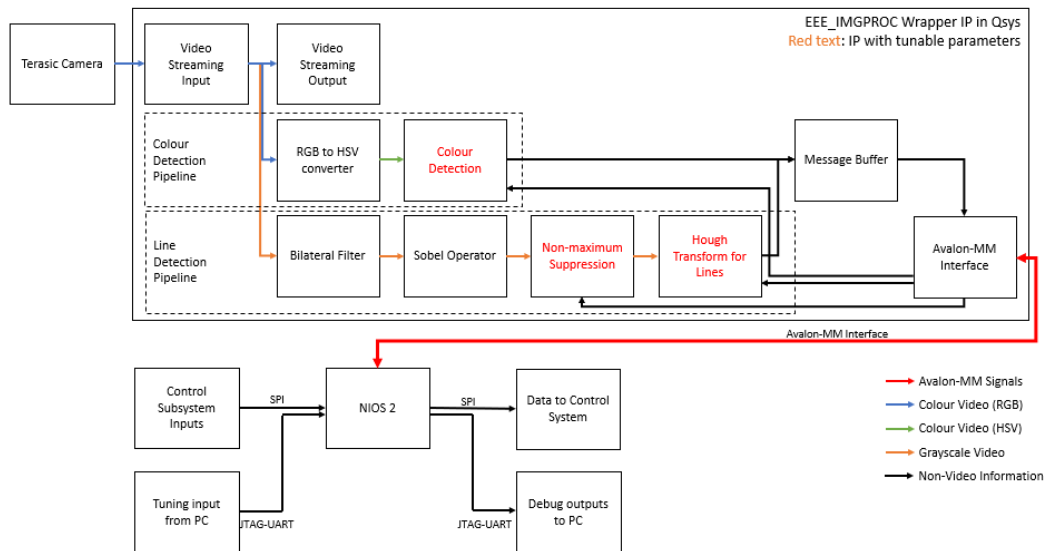 EEE_IMGPROC Wrapper IP in Qsys
Red text: IP with tunable parameters
Terasic Camera
Video
Streaming
Input
Video
Streaming
Output
Colour
Detection
Pipeline
RGB to HSV
converter
Colour
Detection
Message Buffer
Line
Detection
Pipeline
Bilateral Filter
Sobel Operator
Non-maximum
Suppression
Hough
Transform for
Lines
Avalon-MM
Interface
Avalon-MM Interface
Control
Subsystem
Inputs
SPI
NIOS 2
SPI
Data to Control
System
Tuning input
from PC
JTAG-UART
JTAG-UART
Debug outputs
to PC
Avalon-MM Signals
Colour Video (RGB)
Colour Video (HSV)
Grayscale Video
Non-Video Information